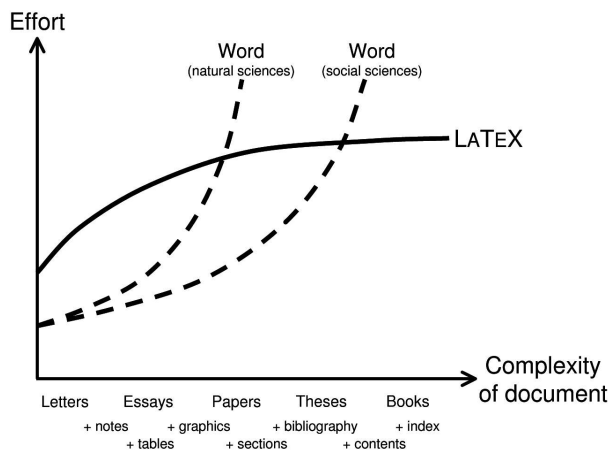 Effort
Word
(natural sciences)
Word
(social sciences)
LATEX
Complexity
of document
Letters Essays Papers Theses Books
+ notes + graphics + bibliography + index
+ tables + sections + contents